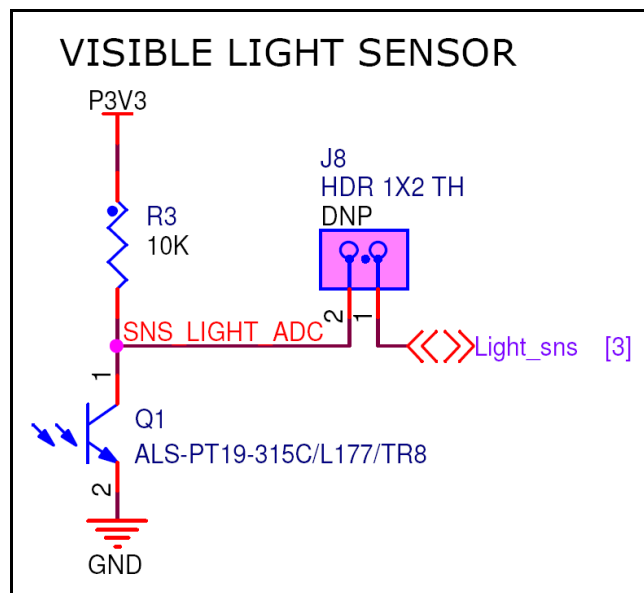 VISIBLE LIGHT SENSOR
P3V3
J8
HDR 1X2 TH
DNP
R3
10K
2
1
SNS_LIGHT_ADC
Light_sns [3]
1
Q1
ALS-PT19-315C/L177/TR8
2
GND